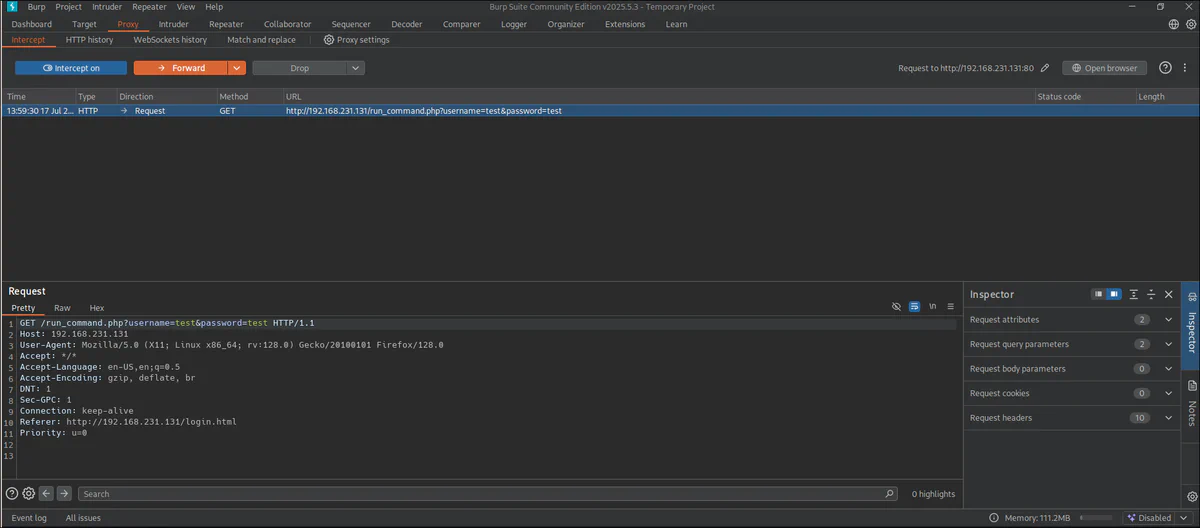 Burp Project Intruder Repeater View Help Burp Suite Community Edition v2025.5.3 - Temporary Project
Dashboard Target Proxy Intruder Repeater Collaborator Sequencer Decoder Comparer Logger Organizer Extensions Learn
Intercept HTTP history WebSockets history Match and replace Proxy settings
Intercept on Forward Drop Request to http://192.168.231.131:80 Open browser
Time Type Direction Method URL Status code Length
13:59:30 17 Jul 2... HTTP Request GET http://192.168.231.131/run_command.php?username=test&password=test
Request
Pretty Raw Hex
1 GET /run_command.php?username=test&password=test HTTP/1.1
2 Host: 192.168.231.131
3 User-Agent: Mozilla/5.0 (X11; Linux x86_64; rv:128.0) Gecko/20100101 Firefox/128.0
4 Accept: */*
5 Accept-Language: en-US,en;q=0.5
6 Accept-Encoding: gzip, deflate, br
7 DNT: 1
8 Sec-GPC: 1
9 Connection: keep-alive
10 Referer: http://192.168.231.131/login.html
11 Priority: u=0
12
13
\n
Inspector
Request attributes 2
Request query parameters 2
Request body parameters 0
Request cookies 0
Request headers 10
Inspector
Notes
Search 0 highlights
Event log All issues Memory: 111.2MB Disabled